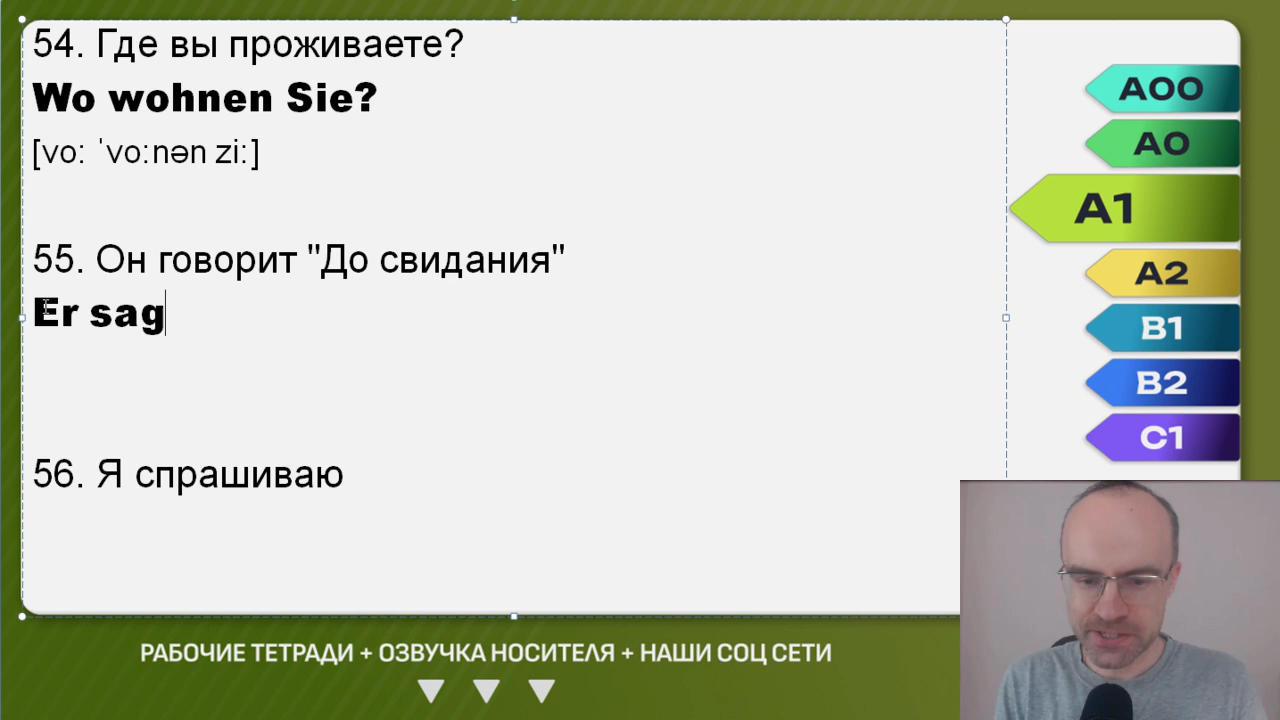 54. Где вы проживаете?
Wo wohnen Sie?
[vo: ˈvo:nən zi:]
55. Он говорит "До свидания"
Er sag
56. Я спрашиваю
A00
A0
A1
A2
B1
B2
C1
РАБОЧИЕ ТЕТРАДИ + ОЗВУЧКА НОСИТЕЛЯ + НАШИ СОЦ СЕТИ